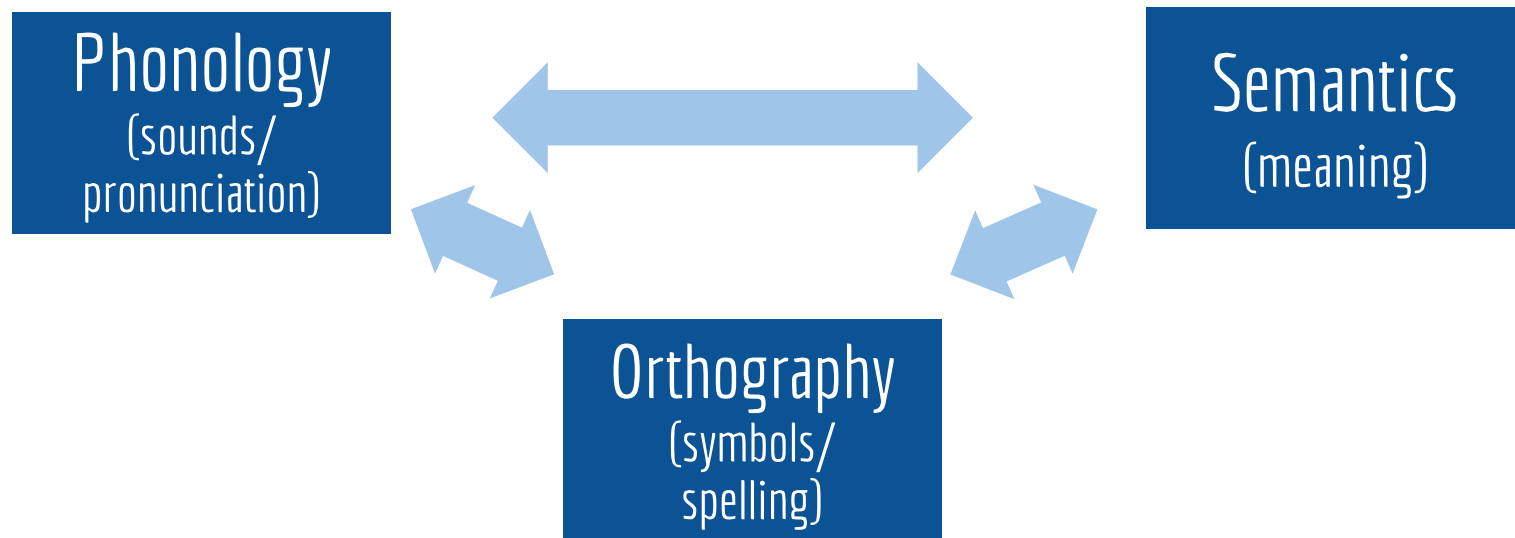 Phonology
(sounds/
pronunciation)
Semantics
(meaning)
Orthography
(symbols/
spelling)